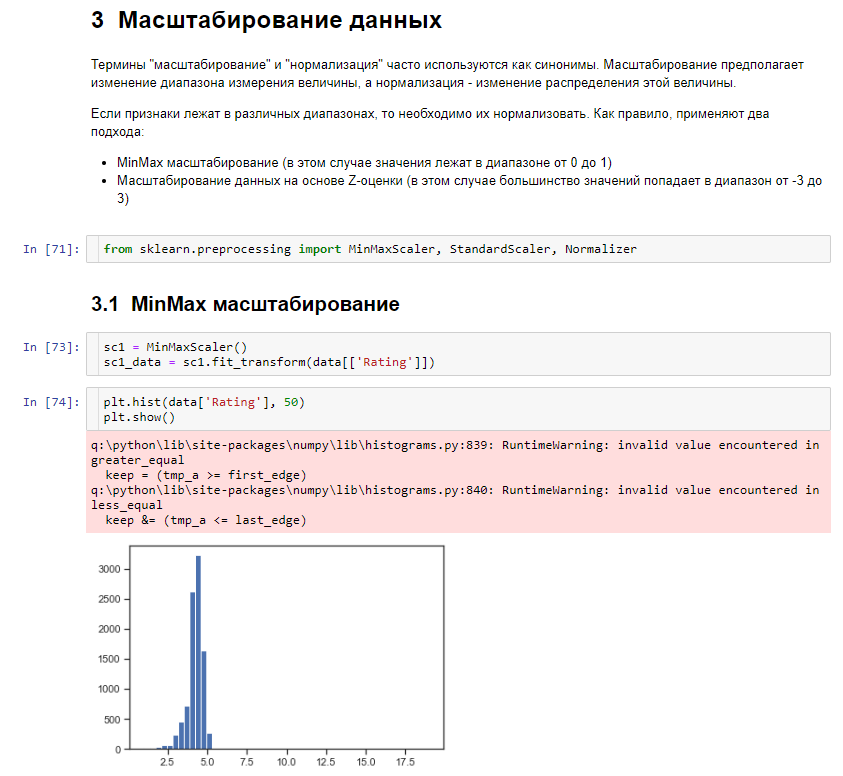 3 Масштабирование данных
Термины "масштабирование" и "нормализация" часто используются как синонимы. Масштабирование предполагает
изменение диапазона измерения величины, а нормализация - изменение распределения этой величины.
Если признаки лежат в различных диапазонах, то необходимо их нормализовать. Как правило, применяют два
подхода:
• MinMax масштабирование (в этом случае значения лежат в диапазоне от 0 до 1)
• Масштабирование данных на основе Z-оценки (в этом случае большинство значений попадает в диапазон от -3 до
3)
In [71]: from sklearn.preprocessing import MinMaxScaler, StandardScaler, Normalizer
3.1 MinMax масштабирование
In [73]: sc1 = MinMaxScaler()
sc1_data = sc1.fit_transform(data[['Rating']])
In [74]: plt.hist(data['Rating'], 50)
plt.show()
q:\python\lib\site-packages\numpy\lib\histograms.py:839: RuntimeWarning: invalid value encountered in
greater_equal
  keep = (tmp_a >= first_edge)
q:\python\lib\site-packages\numpy\lib\histograms.py:840: RuntimeWarning: invalid value encountered in
less_equal
  keep &= (tmp_a <= last_edge)
3000
2500
2000
1500
1000
500
0
2.5 5.0 7.5 10.0 12.5 15.0 17.5